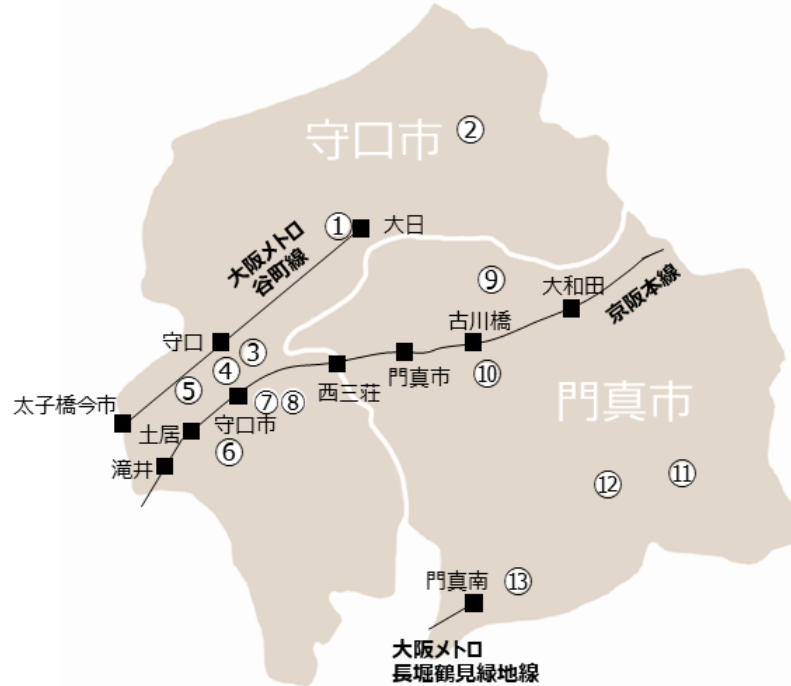 守口市
②
①
大日
大阪メトロ
谷町線
⑨
大和田
京阪本線
古川橋
守口
③
④
⑤
門真市
⑩
西三荘
門真市
太子橋今市
⑦
⑧
守口市
土居
⑥
滝井
⑪
⑫
門真南
⑬
大阪メトロ
長堀鶴見緑地線